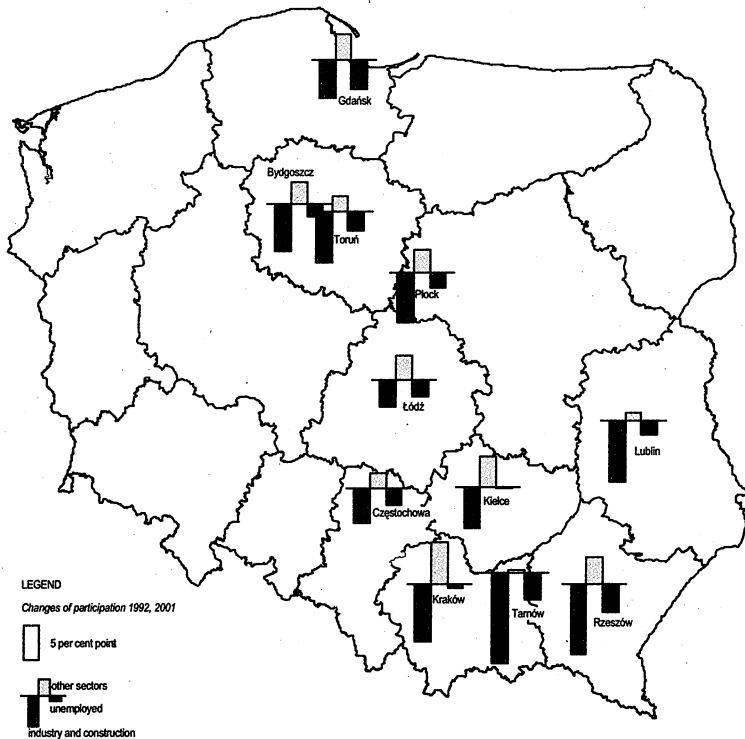 Gdańsk
Bydgoszcz
Toruń
Płock
Łódź
Lublin
Częstochowa
Kielce
Kraków
Tarnów
Rzeszów
LEGEND
Changes of participation 1992, 2001
5 per cent point
other sectors
unemployed
industry and construction